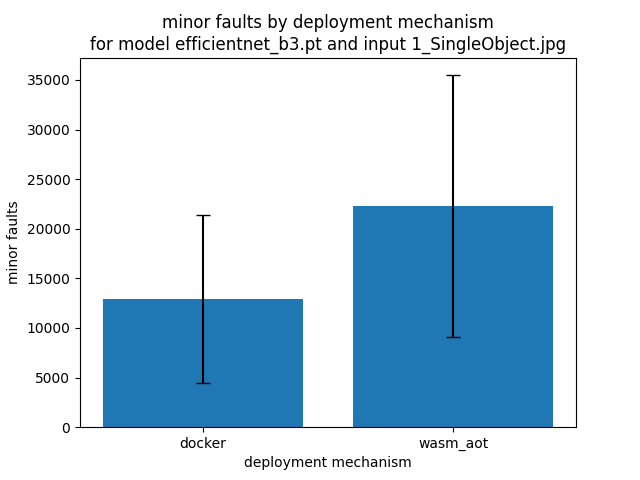 minor faults by deployment mechanism
for model efficientnet_b3.pt and input 1_SingleObject.jpg
35000
30000
25000
20000
15000
10000
5000
0
minor faults
docker
wasm_aot
deployment mechanism